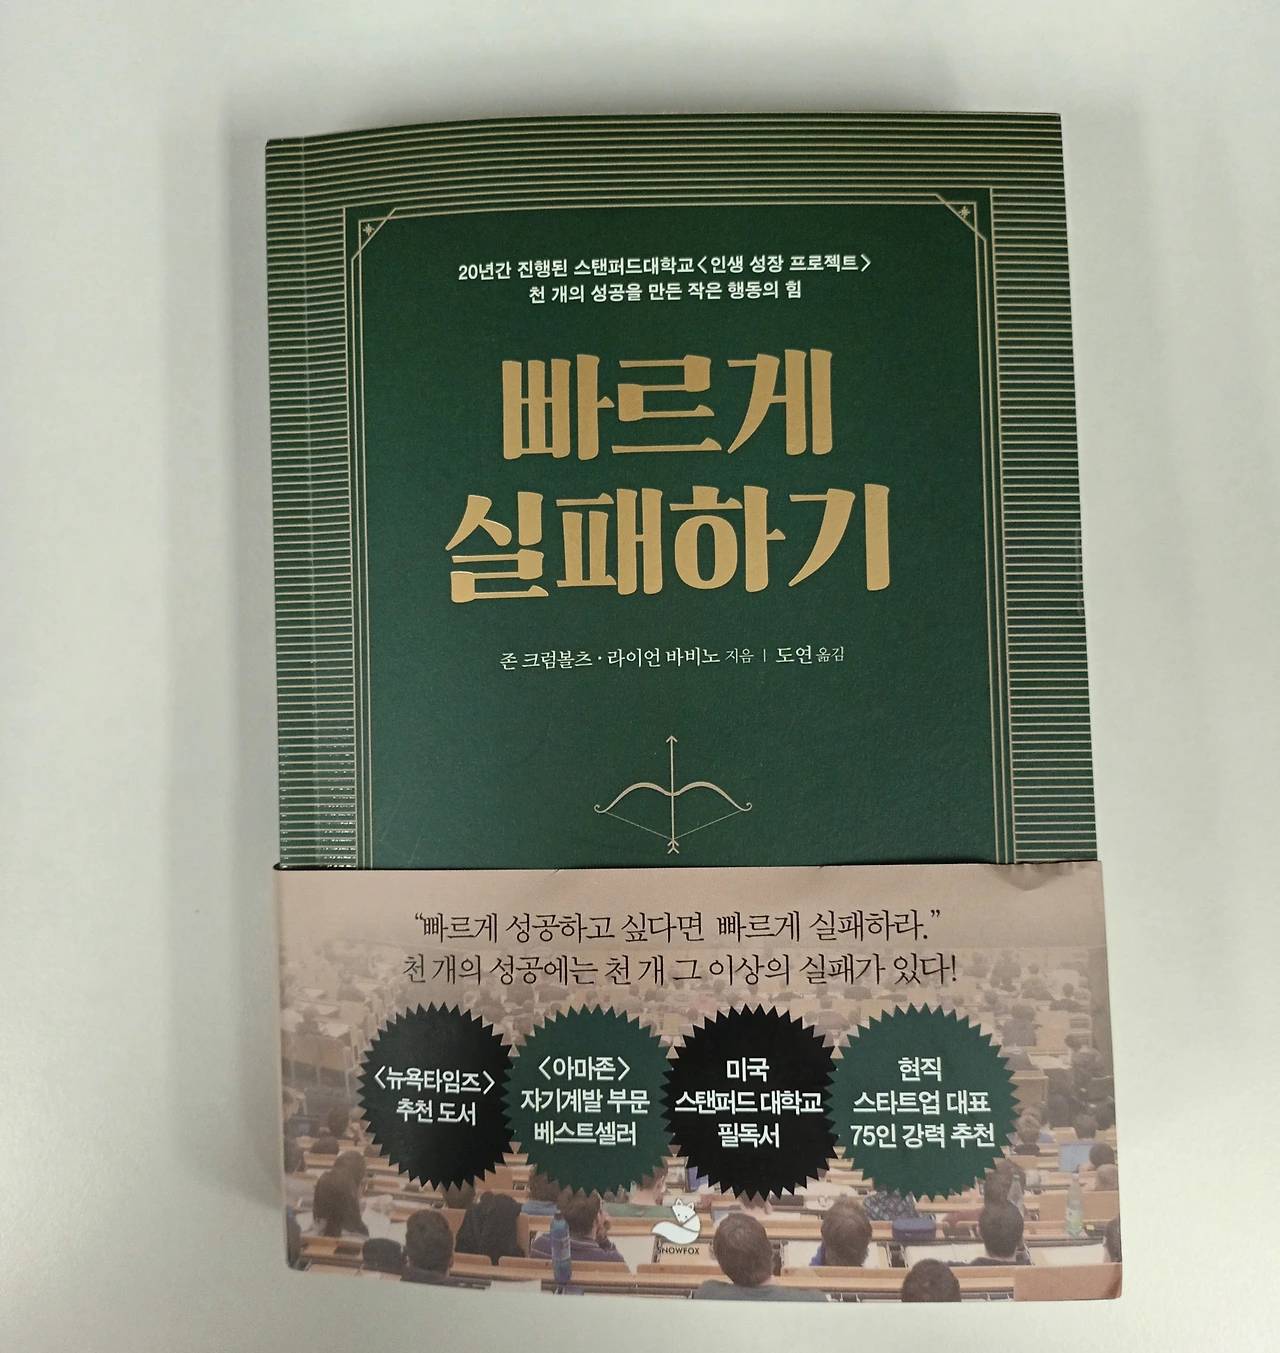 20년간 진행된 스탠퍼드대학교<인생 성장 프로젝트>
천 개의 성공을 만든 작은 행동의 힘
빠르게
실패하기
존 크럼볼츠 · 라이언 바비노 지음 | 도연 옮김
“빠르게 성공하고 싶다면 빠르게 실패하라.”
천 개의 성공에는 천 개 그 이상의 실패가 있다!
<뉴욕타임즈>
추천 도서
<아마존>
자기계발 부문
베스트셀러
미국
스탠퍼드 대학교
필독서
현직
스타트업 대표
75인 강력 추천
SNOWFOX